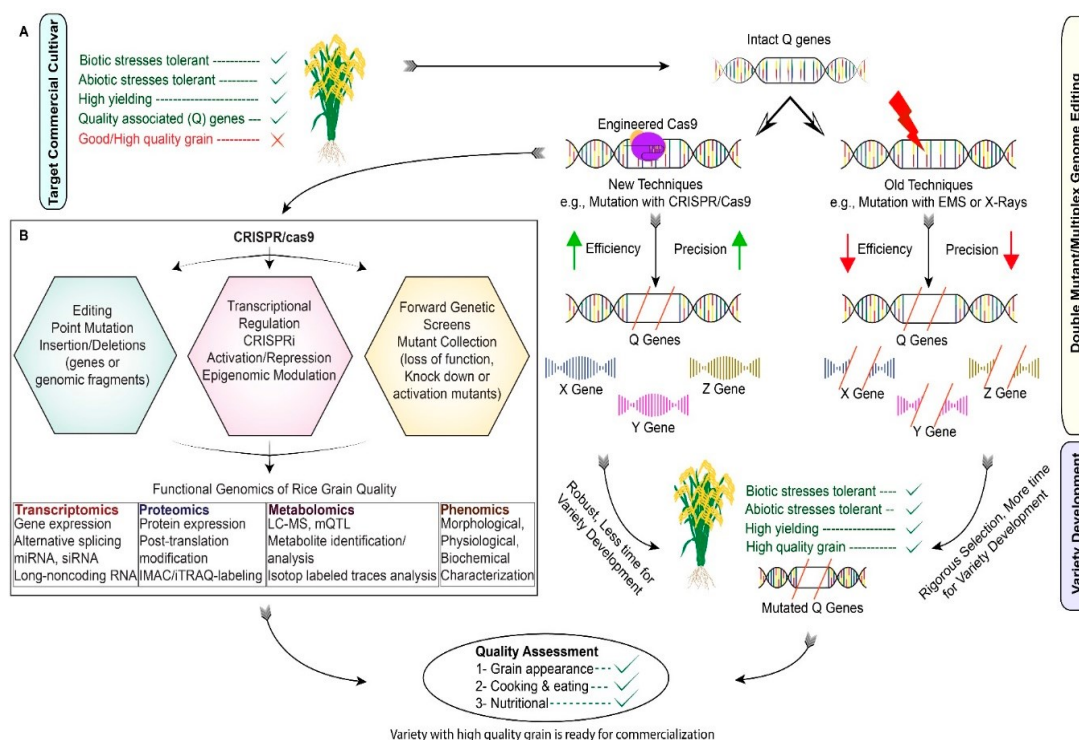 A
Target Commercial Cultivar
Biotic stresses tolerant ----------- ✓
Abiotic stresses tolerant --------- ✓
High yielding --------------------- ✓
Quality associated (Q) genes --- ✓
Good/High quality grain -------- ✗
Intact Q genes
Engineered Cas9
New Techniques
e.g., Mutation with CRISPR/Cas9
Old Techniques
e.g., Mutation with EMS or X-Rays
Efficiency
Precision
Efficiency
Precision
Q Genes
X Gene
Z Gene
Y Gene
Q Genes
X Gene
Z Gene
Y Gene
Double Mutant/Multiplex Genome Editing
B
CRISPR/cas9
Editing
Point Mutation
Insertion/Deletions
(genes or
genomic fragments)
Transcriptional
Regulation
CRISPRi
Activation/Repression
Epigenomic Modulation
Forward Genetic
Screens
Mutant Collection
(loss of function,
Knock down or
activation mutants)
Functional Genomics of Rice Grain Quality
Transcriptomics
Gene expression
Alternative splicing
miRNA, siRNA
Long-noncoding RNA
Proteomics
Protein expression
Post-translation
modification
IMAC/iTRAQ-labeling
Metabolomics
LC-MS, mQTL
Metabolite identification/
analysis
Isotop labeled traces analysis
Phenomics
Morphological,
Physiological,
Biochemical
Characterization
Robust, Less time for
Variety Development
Biotic stresses tolerant ---- ✓
Abiotic stresses tolerant -- ✓
High yielding --------------- ✓
High quality grain --------- ✓
Mutated Q Genes
Rigorous Selection, More time
for Variety Development
Variety Development
Quality Assessment
1- Grain appearance ---- ✓
2- Cooking & eating ---- ✓
3- Nutritional ----------- ✓
Variety with high quality grain is ready for commercialization